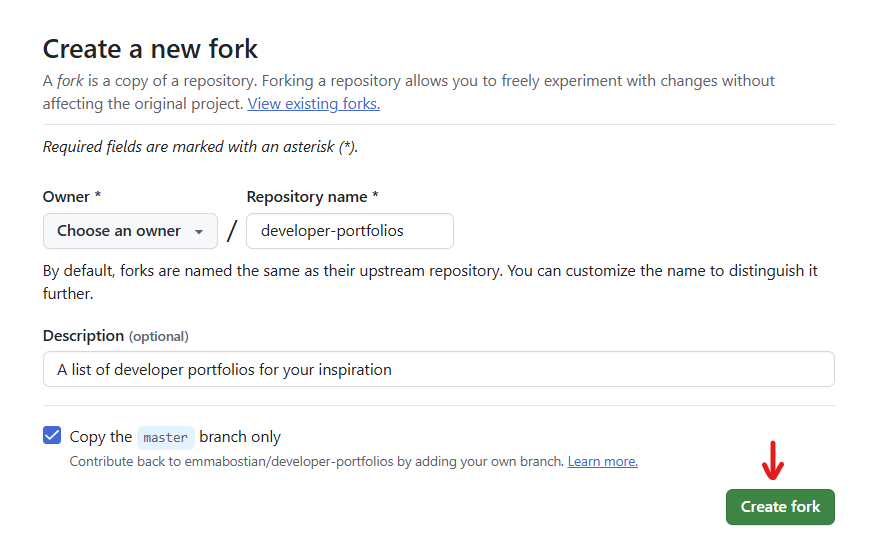 Create a new fork
A fork is a copy of a repository. Forking a repository allows you to freely experiment with changes without
affecting the original project. View existing forks.
Required fields are marked with an asterisk (*).
Owner * Repository name *
Choose an owner / developer-portfolios
By default, forks are named the same as their upstream repository. You can customize the name to distinguish it
further.
Description (optional)
A list of developer portfolios for your inspiration
Copy the master branch only
Contribute back to emmabostian/developer-portfolios by adding your own branch. Learn more.
Create fork